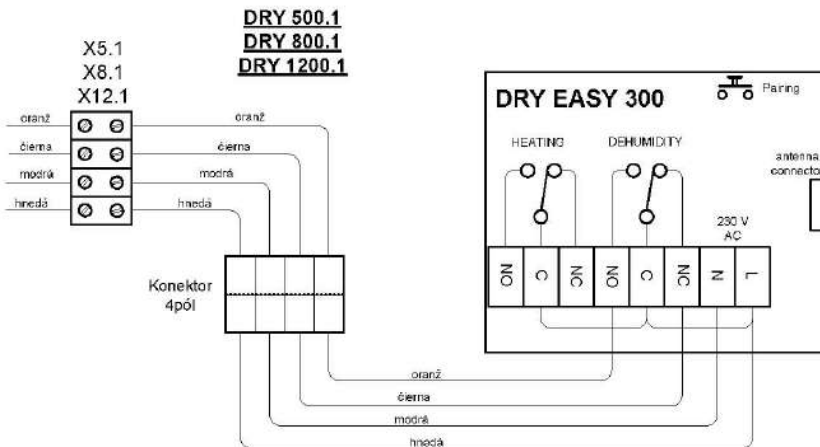 DRY 500.1
DRY 800.1
DRY 1200.1
X5.1
X8.1
X12.1
oranž
čierna
modrá
hnedá
oranž
čierna
modrá
hnedá
Konektor
4pól
DRY EASY 300
Pairing
HEATING
DEHUMIDITY
antenna
connector
230 V
AC
NO
C
NC
NO
C
NC
N
L
oranž
čierna
modrá
hnedá